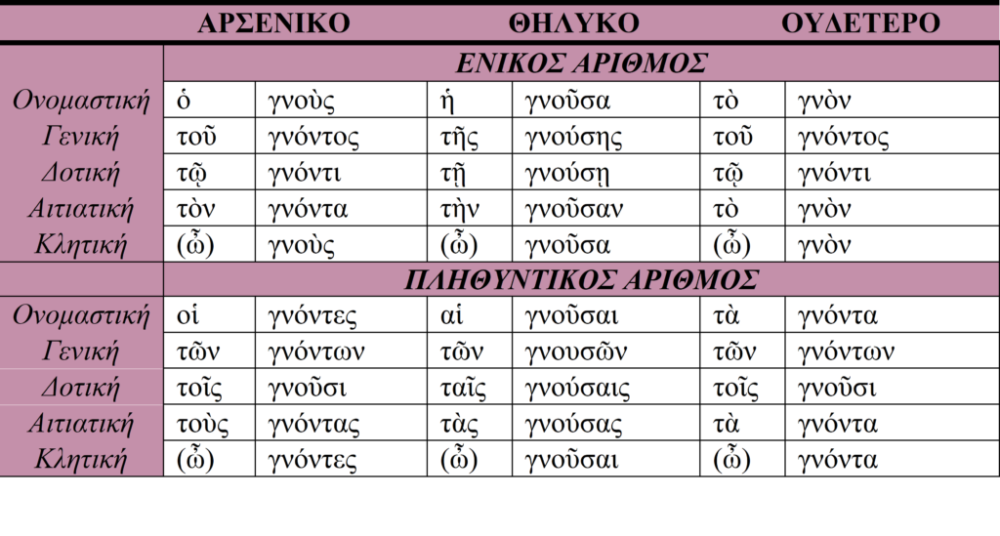 ΑΡΣΕΝΙΚΟ ΘΗΛΥΚΟ ΟΥΔΕΤΕΡΟ
ΕΝΙΚΟΣ ΑΡΙΘΜΟΣ
Ονομαστική ὁ γνοὺς ἡ γνοῦσα τὸ γνὸν
Γενική τοῦ γνόντος τῆς γνούσης τοῦ γνόντος
Δοτική τῷ γνόντι τῇ γνούσῃ τῷ γνόντι
Αιτιατική τὸν γνόντα τὴν γνοῦσαν τὸ γνὸν
Κλητική (ὦ) γνοὺς (ὦ) γνοῦσα (ὦ) γνὸν
ΠΛΗΘΥΝΤΙΚΟΣ ΑΡΙΘΜΟΣ
Ονομαστική οἱ γνόντες αἱ γνοῦσαι τὰ γνόντα
Γενική τῶν γνόντων τῶν γνουσῶν τῶν γνόντων
Δοτική τοῖς γνοῦσι ταῖς γνούσαις τοῖς γνοῦσι
Αιτιατική τοὺς γνόντας τὰς γνούσας τὰ γνόντα
Κλητική (ὦ) γνόντες (ὦ) γνοῦσαι (ὦ) γνόντα